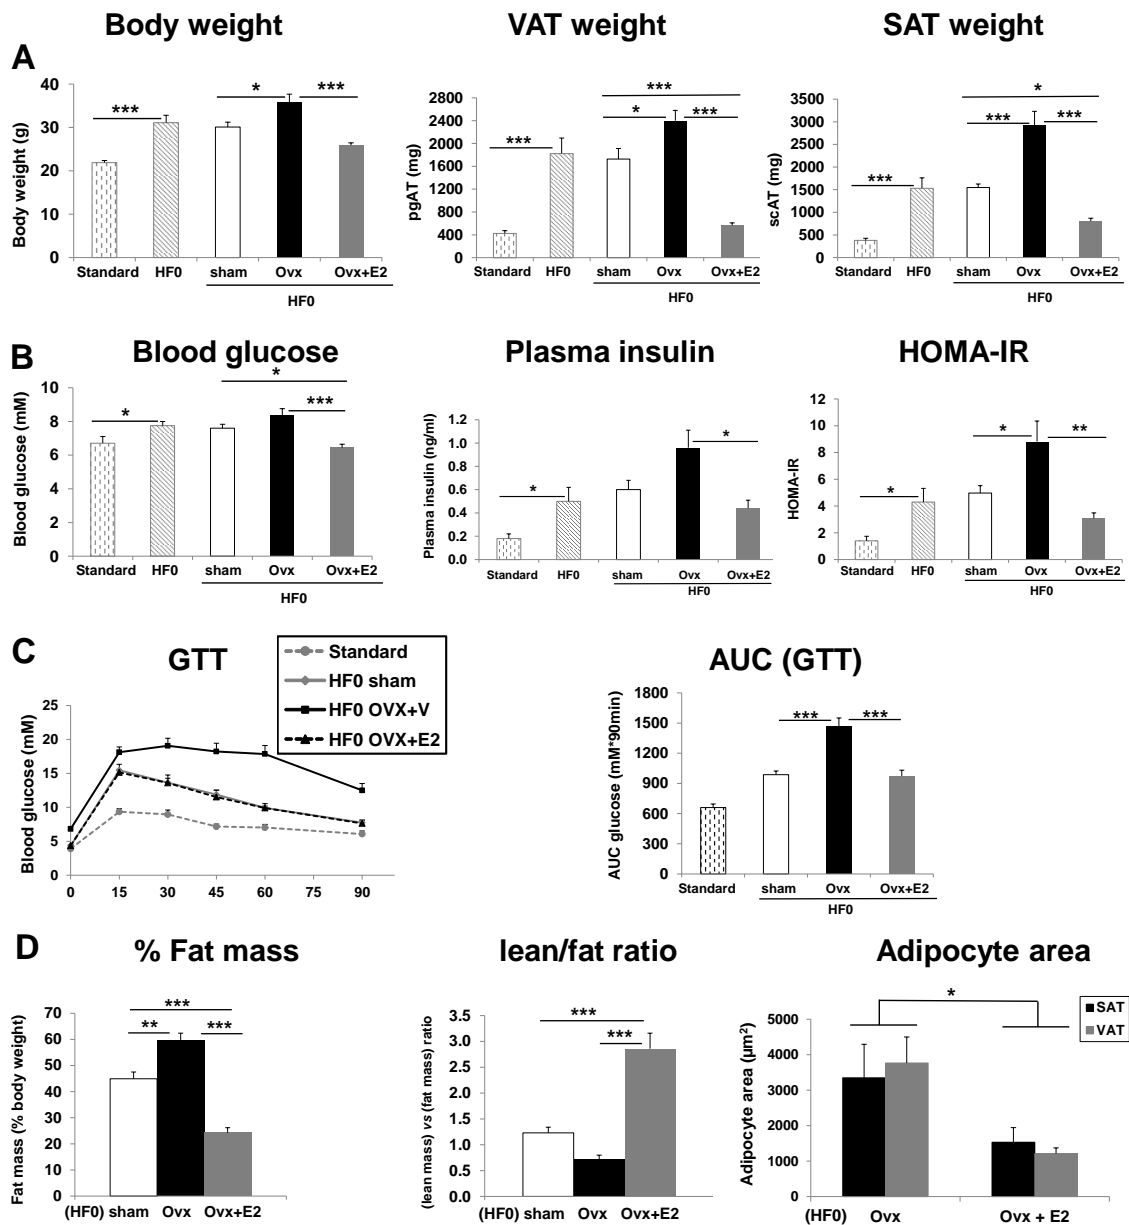 Body weight
VAT weight
SAT weight
A
Body weight (g)
40
30
20
10
0
***
*
***
Standard
HF0
sham
Ovx
Ovx+E2
HF0
pgAT
(mg)
2800
2400
2000
1600
1200
800
400
0
***
***
*
***
Standard
HF0
sham
Ovx
Ovx+E2
HF0
scAT
(mg)
3500
3000
2500
2000
1500
1000
500
0
***
*
***
***
Standard
HF0
sham
Ovx
Ovx+E2
HF0
B
Blood glucose
Plasma insulin
HOMA-IR
Blood glucose (mM)
10
8
6
4
2
0
*
*
***
Standard
HF0
sham
Ovx
Ovx+E2
HF0
Plasma insulin (ng/ml)
1.2
1.0
0.8
0.6
0.4
0.2
0.0
*
*
Standard
HF0
sham
Ovx
Ovx+E2
HF0
HOMA-IR
12
10
8
6
4
2
0
*
*
**
Standard
HF0
sham
Ovx
Ovx+E2
HF0
C
GTT
Standard
HF0 sham
HF0 OVX+V
HF0 OVX+E2
Blood glucose (mM)
25
20
15
10
5
0
0
15
30
45
60
75
90
AUC (GTT)
AUC glucose (mM*90min)
1800
1500
1200
900
600
300
0
***
***
Standard
sham
Ovx
Ovx+E2
HF0
D
% Fat mass
lean/fat ratio
Adipocyte area
Fat mass (% body weight)
70
60
50
40
30
20
10
0
***
**
***
(HF0) sham
Ovx
Ovx+E2
(lean mass) vs (fat mass) ratio
3.5
3.0
2.5
2.0
1.5
1.0
0.5
0.0
***
***
(HF0) sham
Ovx
Ovx+E2
Adipocyte area (µm²)
5000
4000
3000
2000
1000
0
*
SAT
VAT
(HF0)
Ovx
Ovx + E2